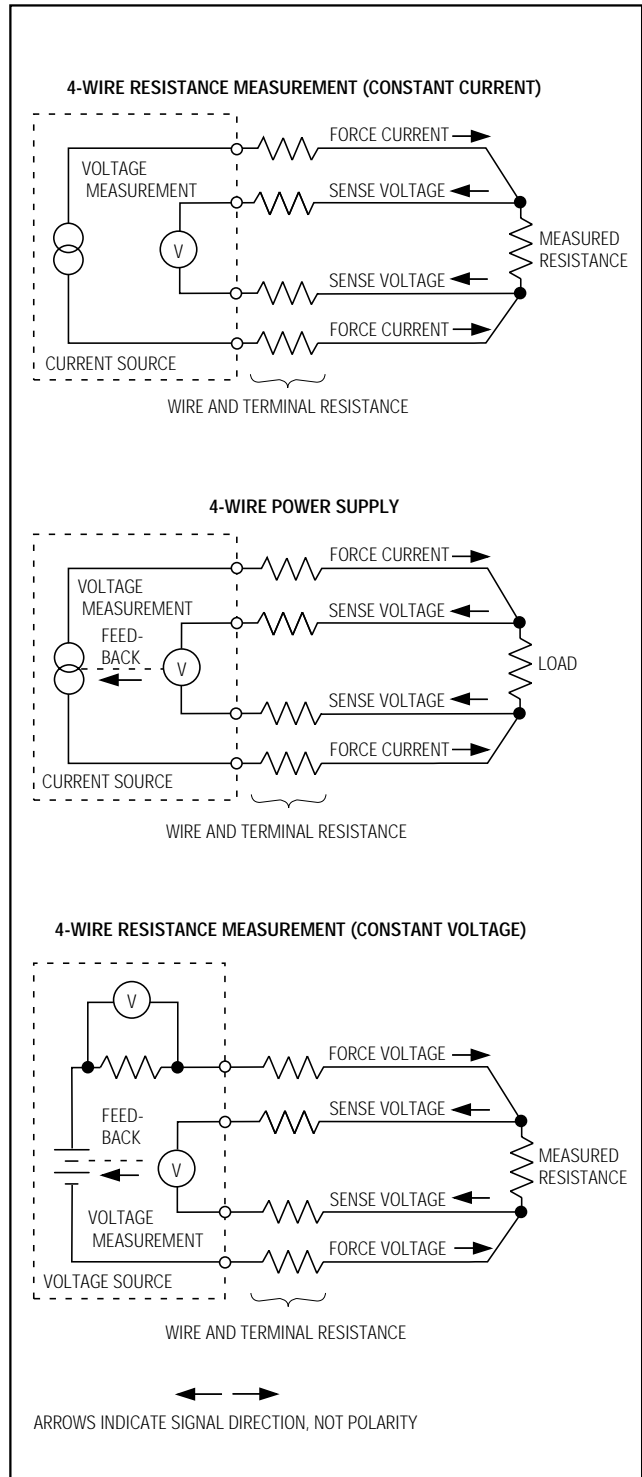 4-WIRE RESISTANCE MEASUREMENT (CONSTANT CURRENT)
FORCE CURRENT
VOLTAGE
MEASUREMENT
SENSE VOLTAGE
V
MEASURED
RESISTANCE
SENSE VOLTAGE
FORCE CURRENT
CURRENT SOURCE
WIRE AND TERMINAL RESISTANCE
4-WIRE POWER SUPPLY
FORCE CURRENT
VOLTAGE
MEASUREMENT
SENSE VOLTAGE
FEED-
BACK
V
LOAD
SENSE VOLTAGE
FORCE CURRENT
CURRENT SOURCE
WIRE AND TERMINAL RESISTANCE
4-WIRE RESISTANCE MEASUREMENT (CONSTANT VOLTAGE)
V
FORCE VOLTAGE
SENSE VOLTAGE
FEED-
BACK
V
MEASURED
RESISTANCE
SENSE VOLTAGE
VOLTAGE
MEASUREMENT
FORCE VOLTAGE
VOLTAGE SOURCE
WIRE AND TERMINAL RESISTANCE
ARROWS INDICATE SIGNAL DIRECTION, NOT POLARITY